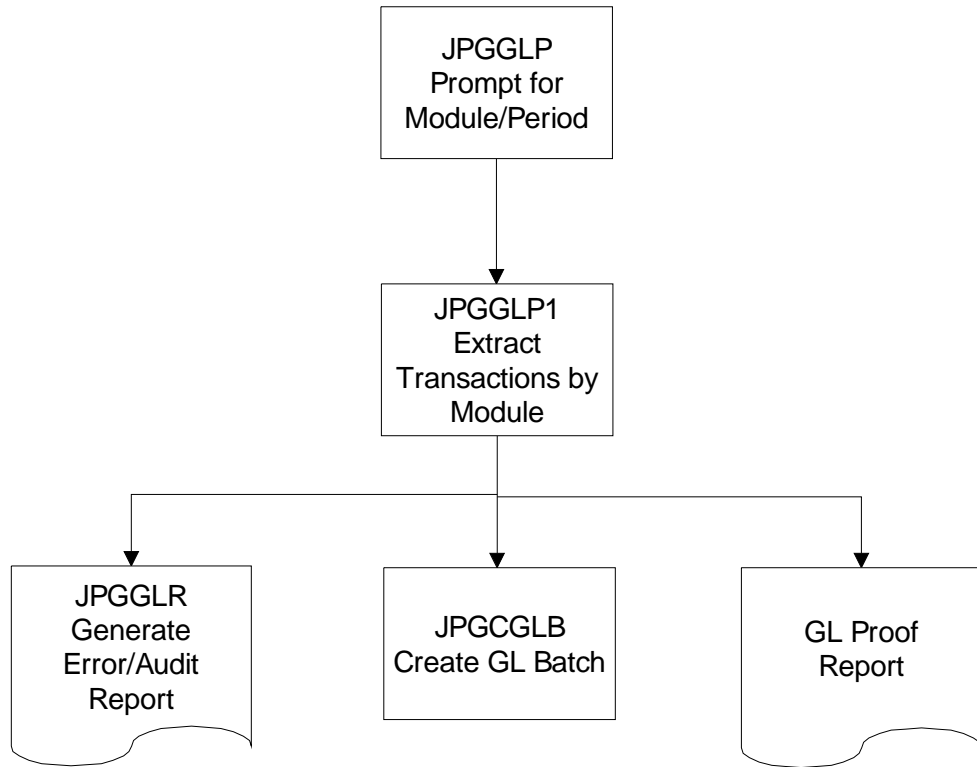 JPGGLP
Prompt for
Module/Period
JPGGLP1
Extract
Transactions by
Module
JPGGLR
Generate
Error/Audit
Report
JPGCGLB
Create GL Batch
GL Proof
Report